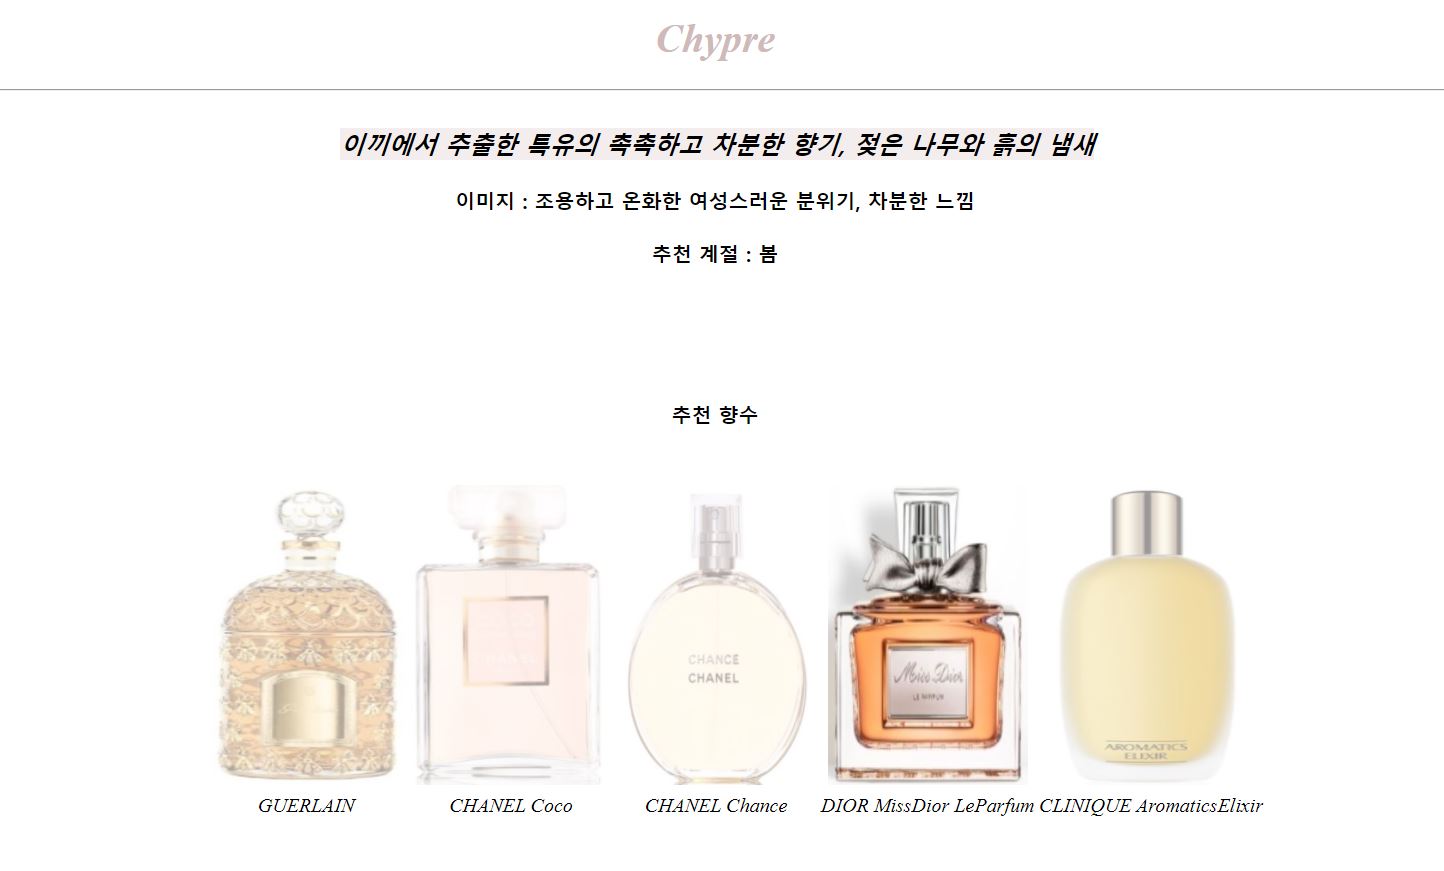 Chypre
이끼에서 추출한 특유의 촉촉하고 차분한 향기, 젖은 나무와 흙의 냄새
이미지 : 조용하고 온화한 여성스러운 분위기, 차분한 느낌
추천 계절 : 봄
추천 향수
COCO
CHANEL
CHANCE
CHANEL
Miss Dior
LE PARFUM
AROMATICS
ELIXIR
GUERLAIN
CHANEL Coco
CHANEL Chance
DIOR MissDior LeParfum
CLINIQUE AromaticsElixir